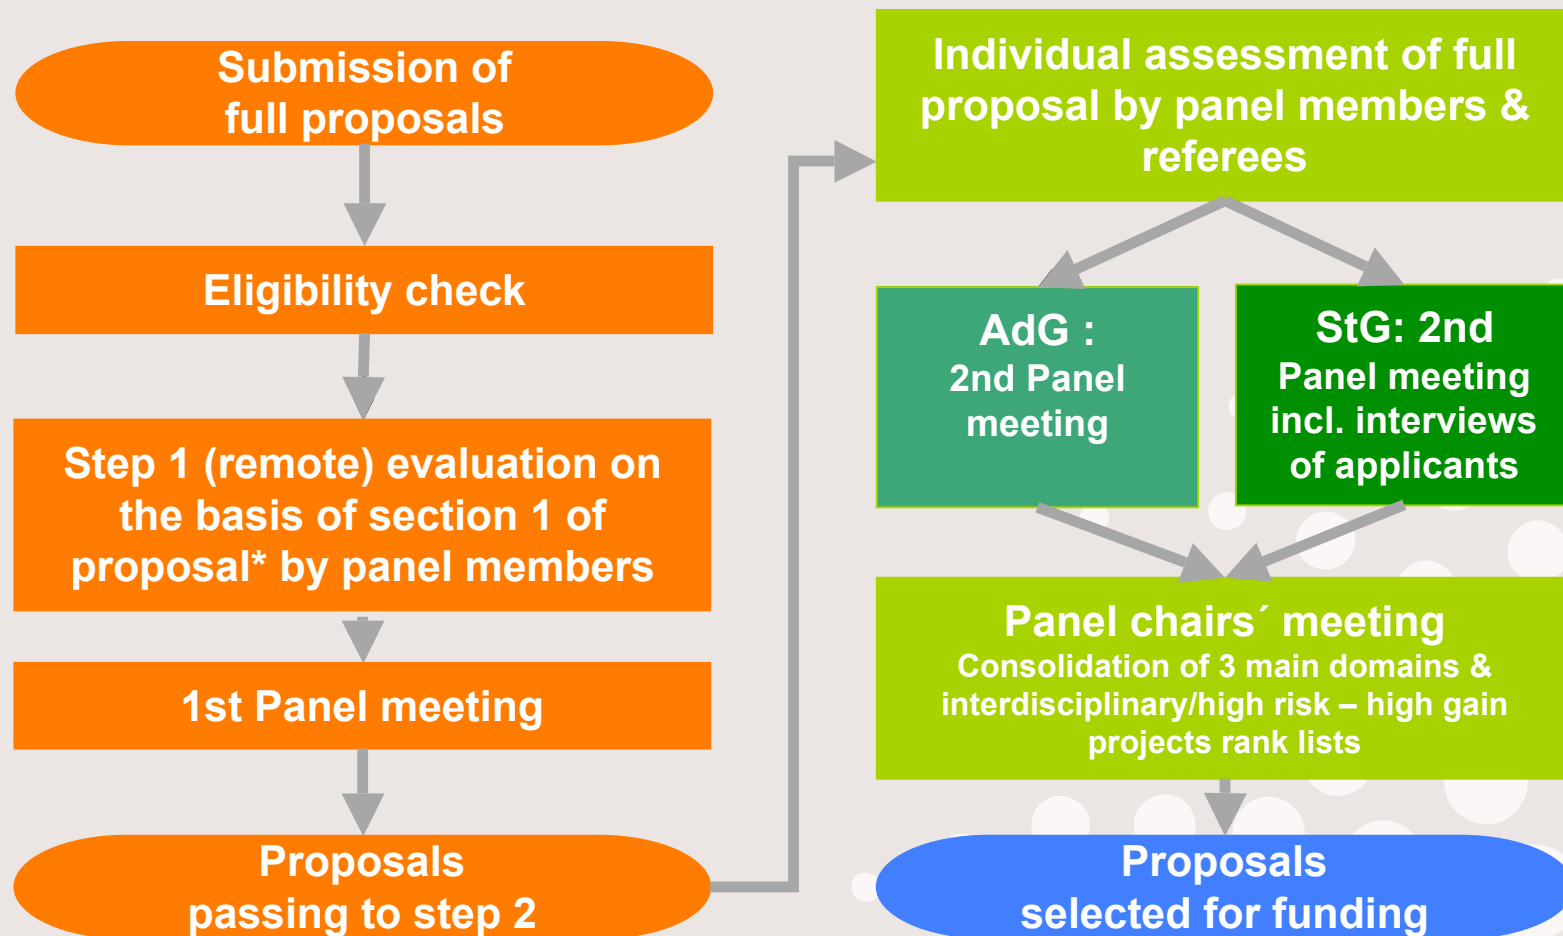 Submission of
full proposals
Eligibility check
Step 1 (remote) evaluation on
the basis of section 1 of
proposal* by panel members
1st Panel meeting
Proposals
passing to step 2
Individual assessment of full
proposal by panel members &
referees
AdG :
2nd Panel
meeting
StG: 2nd
Panel meeting
incl. interviews
of applicants
Panel chairs´ meeting
Consolidation of 3 main domains &
interdisciplinary/high risk – high gain
projects rank lists
Proposals
selected for funding